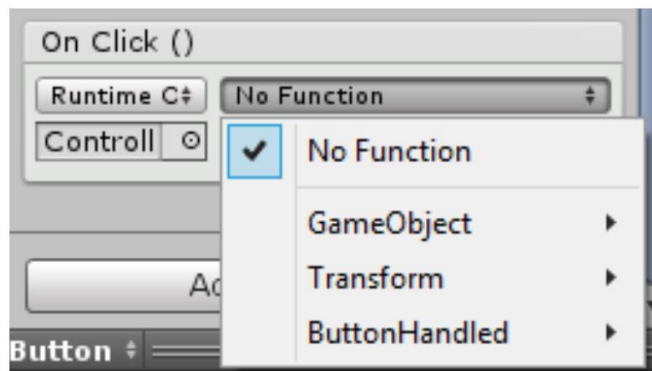 On Click ()
Runtime C No Function
Controll
No Function
GameObject
Transform
ButtonHandled
Button